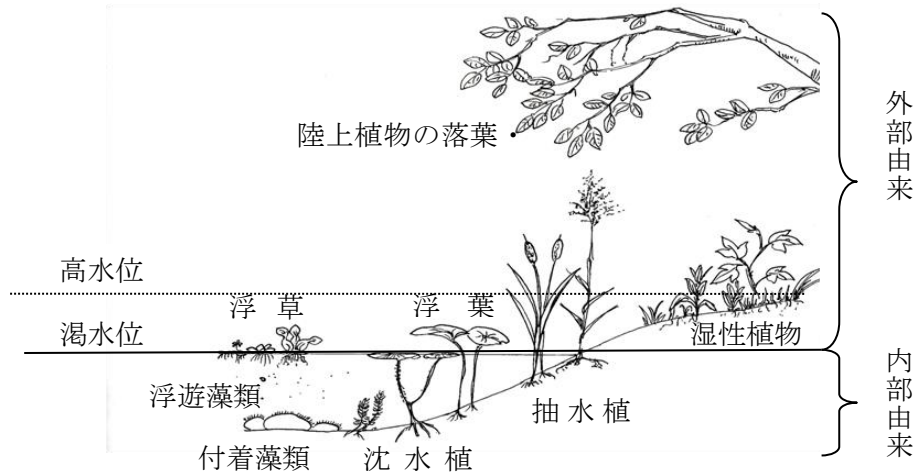 陸上植物の落葉
外部由来
高水位
浮草
浮葉
渇水位
湿性植物
内部由来
浮遊藻類
抽水植
付着藻類
沈水植